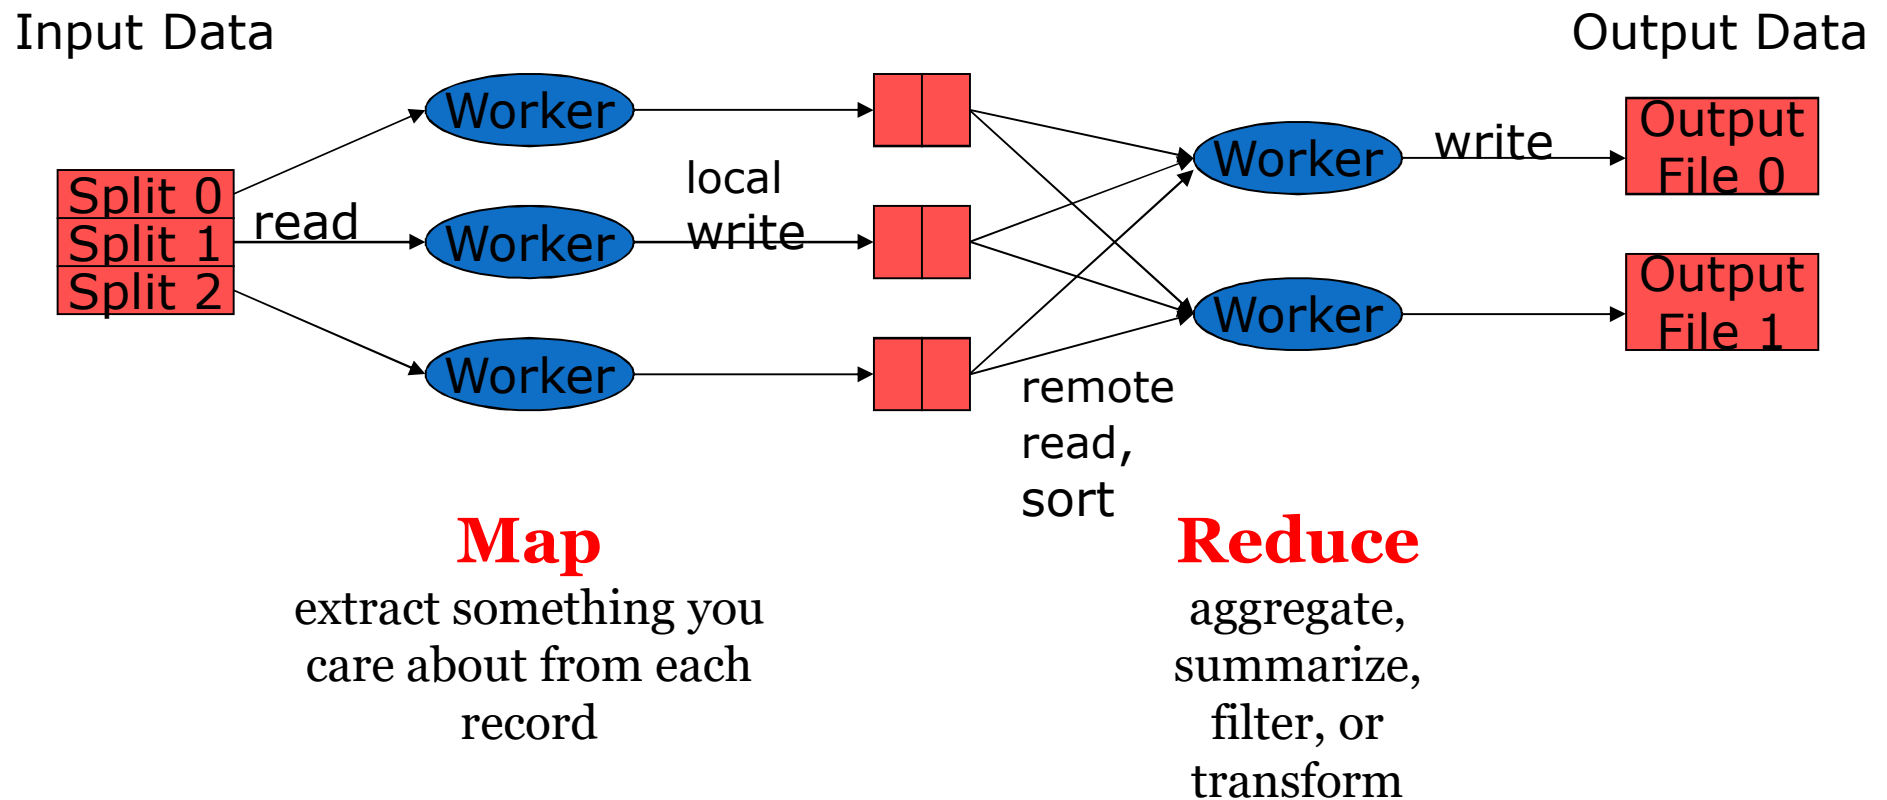 Input Data
Output Data
Worker
Worker
Worker
Split 0
Split 1
Split 2
read
local
write
Worker
Worker
write
Output
File 0
Output
File 1
remote
read,
sort
Map
extract something you
care about from each
record
Reduce
aggregate,
summarize,
filter, or
transform